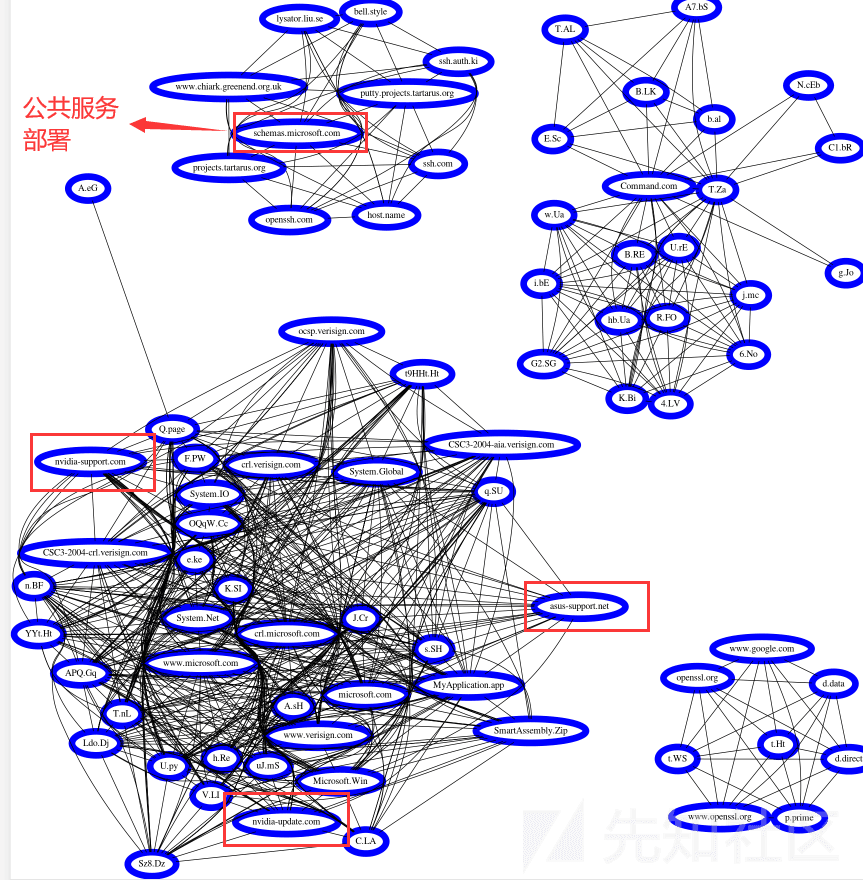 lysator.liu.se
bell.style
ssh.auth.ki
www.chiark.greenend.org.uk
putty.projects.tartarus.org
公共服务
部署
schemas.microsoft.com
projects.tartarus.org
ssh.com
openssh.com
host.name
A.eG
A7.bS
T.AL
B.LK
N.cEb
b.al
E.Sc
C1.bR
Command.com
T.Za
w.Ua
B.RE
U.rE
g.Jo
i.bE
j.mc
hb.Ua
R.FO
G2.SG
6.No
K.Bi
4.LV
ocsp.verisign.com
t9HHt.Ht
Q.page
nvidia-support.com
F.PW
crl.verisign.com
System.Global
CSC3-2004-aia.verisign.com
System.IO
q.SU
OQqW.Cc
CSC3-2004-crl.verisign.com
e.ke
n.BF
K.SI
asus-support.net
System.Net
J.Cr
YYt.Ht
crl.microsoft.com
s.SH
www.microsoft.com
APQ.Gq
microsoft.com
MyApplication.app
A.sH
T.nL
www.verisign.com
SmartAssembly.Zip
Ldo.Dj
U.py
h.Re
uJ.mS
Microsoft.Win
V.LI
nvidia-update.com
C.LA
Sz8.Dz
www.google.com
openssl.org
d.data
t.Ht
t.WS
d.direct
www.openssl.org
p.prime
先知社区